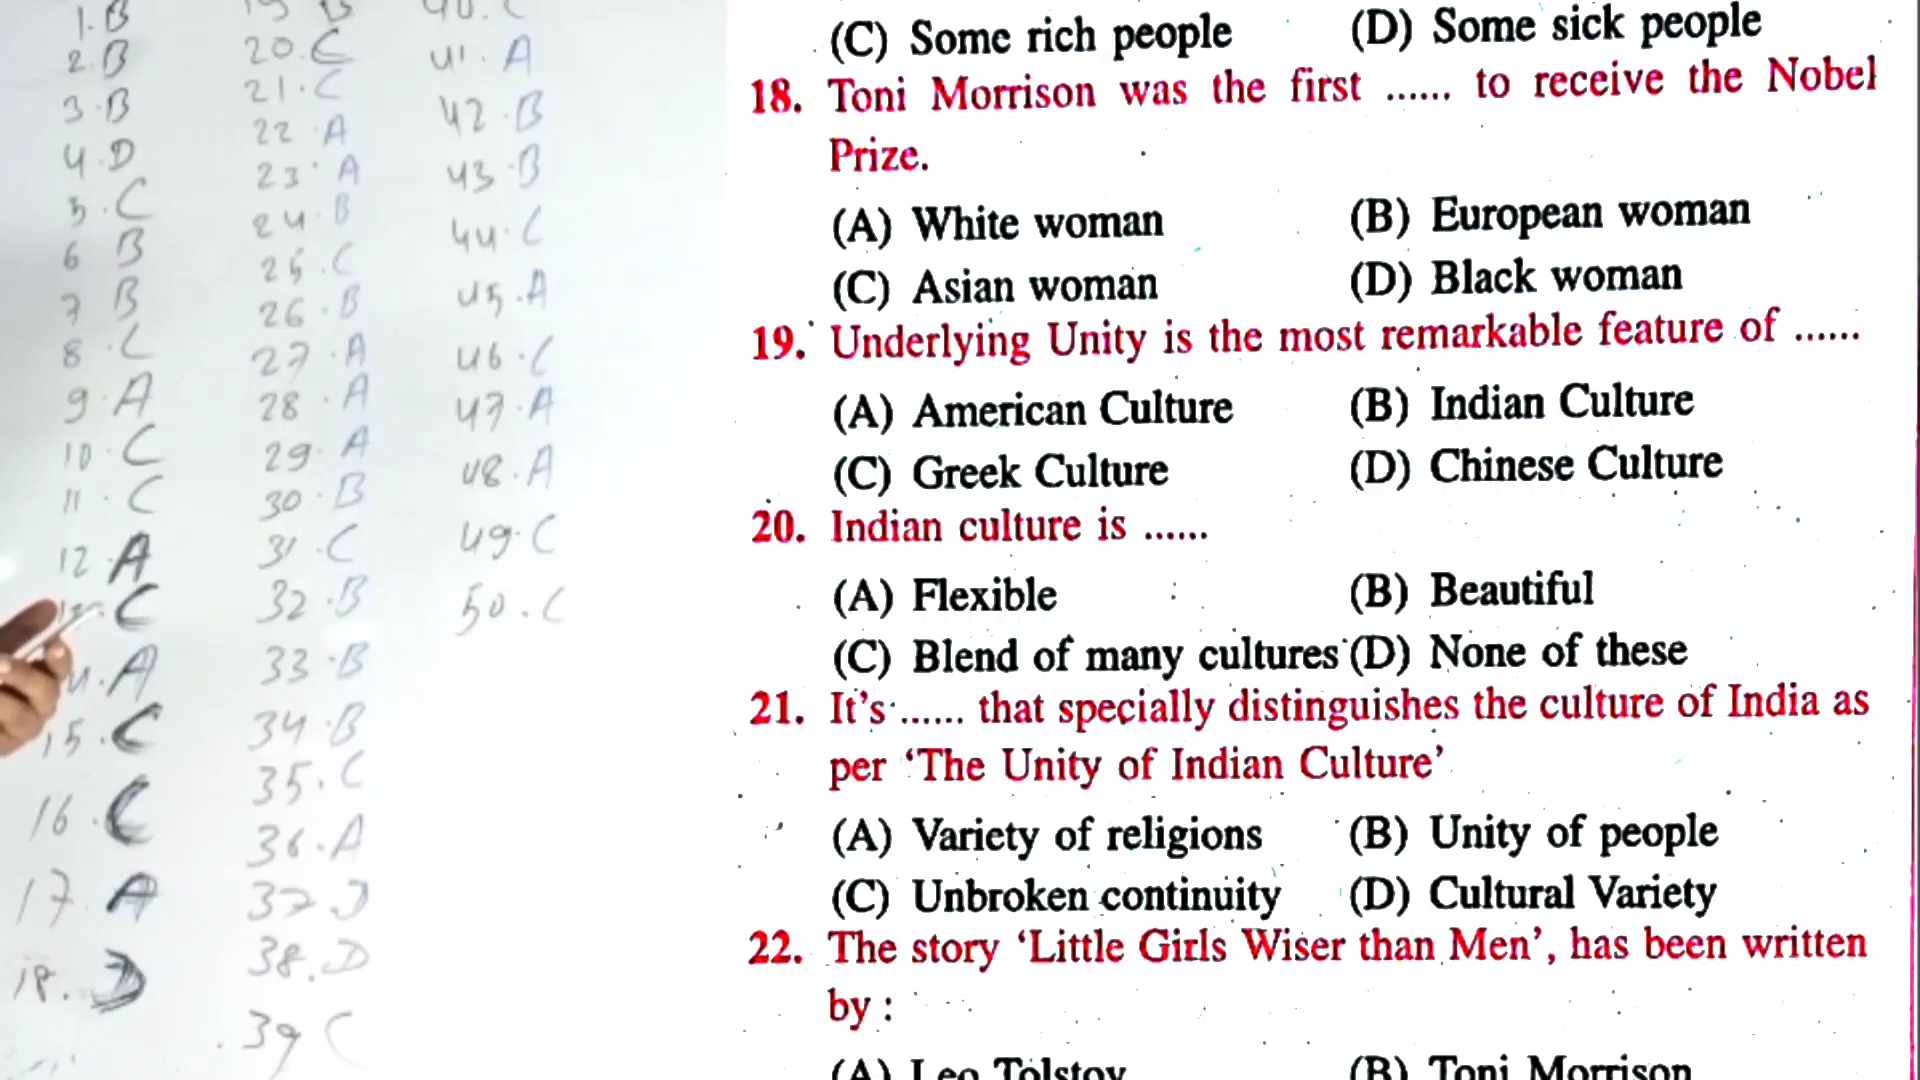 1. B
2. B
3. B
4. D
5. C
6 B
7 B
8 . C
9 . A
10 . C
11 . C
12 . A
C
A
15 . C
16 . C
17 . A
18 . D
19 B
20 . C
21 . C
22 . A
23 . A
24 . B
25 . C
26 . B
27 . A
28 . A
29 . A
30 . B
31 . C
32 . B
33 . B
34 . B
35 . C
36 . A
37 D
38 . D
39 C
40 . C
41 . A
42 . B
43 . B
44 . C
45 . A
46 . C
47 . A
48 . A
49 . C
50 . C
(C) Some rich people (D) Some sick people
18. Toni Morrison was the first ...... to receive the Nobel
Prize.
(A) White woman (B) European woman
(C) Asian woman (D) Black woman
19. Underlying Unity is the most remarkable feature of ......
(A) American Culture (B) Indian Culture
(C) Greek Culture (D) Chinese Culture
20. Indian culture is ......
(A) Flexible (B) Beautiful
(C) Blend of many cultures (D) None of these
21. It's ...... that specially distinguishes the culture of India as
per 'The Unity of Indian Culture'
(A) Variety of religions (B) Unity of people
(C) Unbroken continuity (D) Cultural Variety
22. The story 'Little Girls Wiser than Men', has been written
by :
(A) Leo Tolstoy (B) Toni Morrison